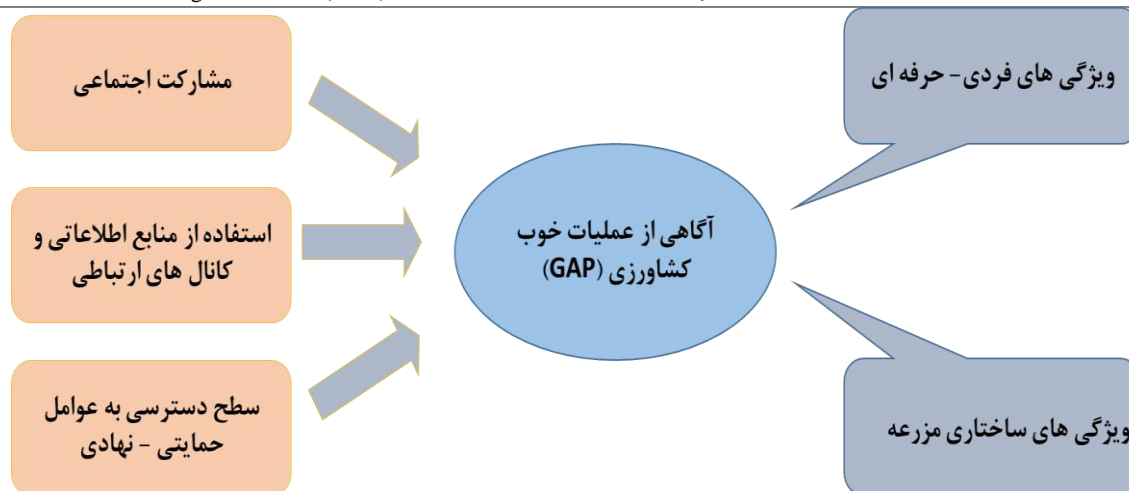 مشارکت اجتماعی
ویژگی های فردی- حرفه ای
استفاده از منابع اطلاعاتی و
کانال های ارتباطی
آگاهی از عملیات خوب
کشاورزی (GAP)
سطح دسترسی به عوامل
حمایتی - نهادی
ویژگی های ساختاری مزرعه